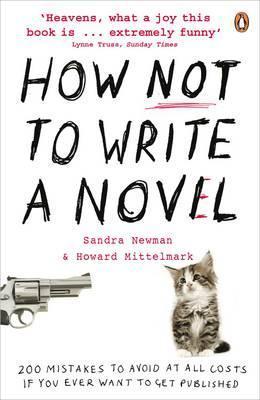 ‘Heavens, what a joy this
book is ... extremely funny’
Lynne Truss, Sunday Times
HOW NOT
TO WRITE
A NOVEL
Sandra Newman
& Howard Mittelmark
200 MISTAKES TO AVOID AT ALL COSTS
IF YOU EVER WANT TO GET PUBLISHED